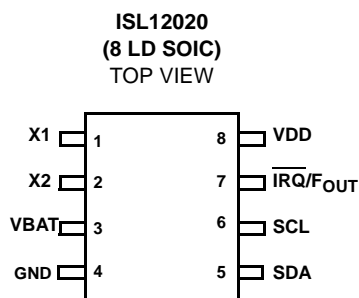 ISL12020
(8 LD SOIC)
TOP VIEW
X1 1 8 VDD
X2 2 7 IRQ/FOUT
VBAT 3 6 SCL
GND 4 5 SDA